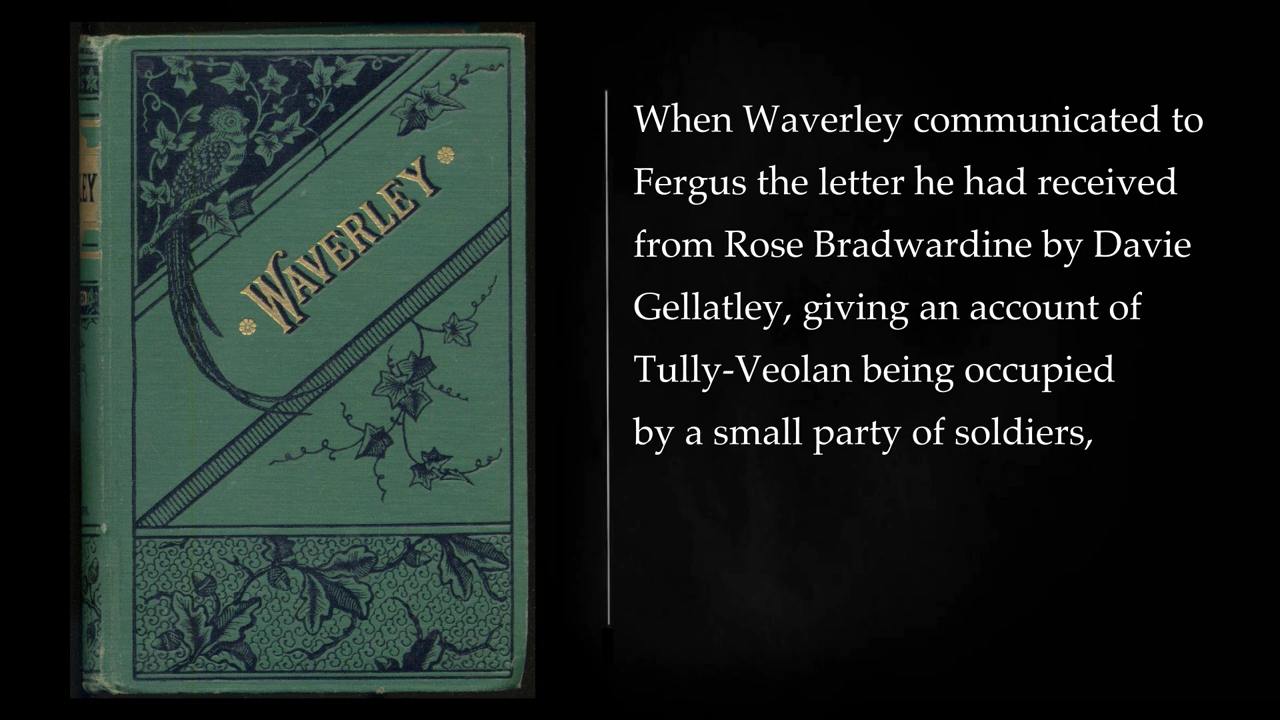 WAVERLEY
When Waverley communicated to
Fergus the letter he had received
from Rose Bradwardine by Davie
Gellatley, giving an account of
Tully-Veolan being occupied
by a small party of soldiers,